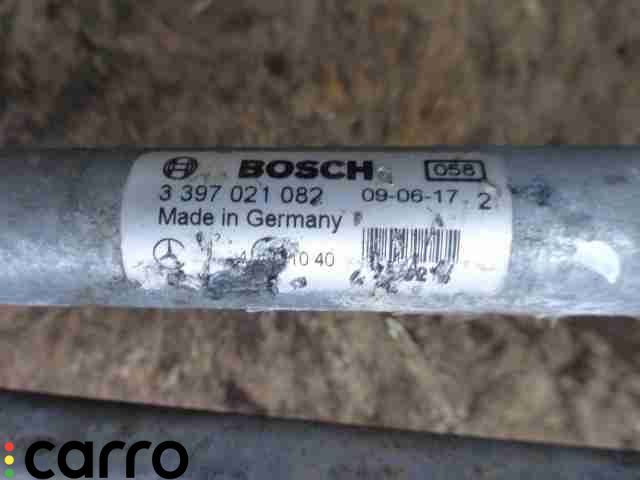 BOSCH 058
3 397 021 082 09-06-17 2
Made in Germany
10 40
carro